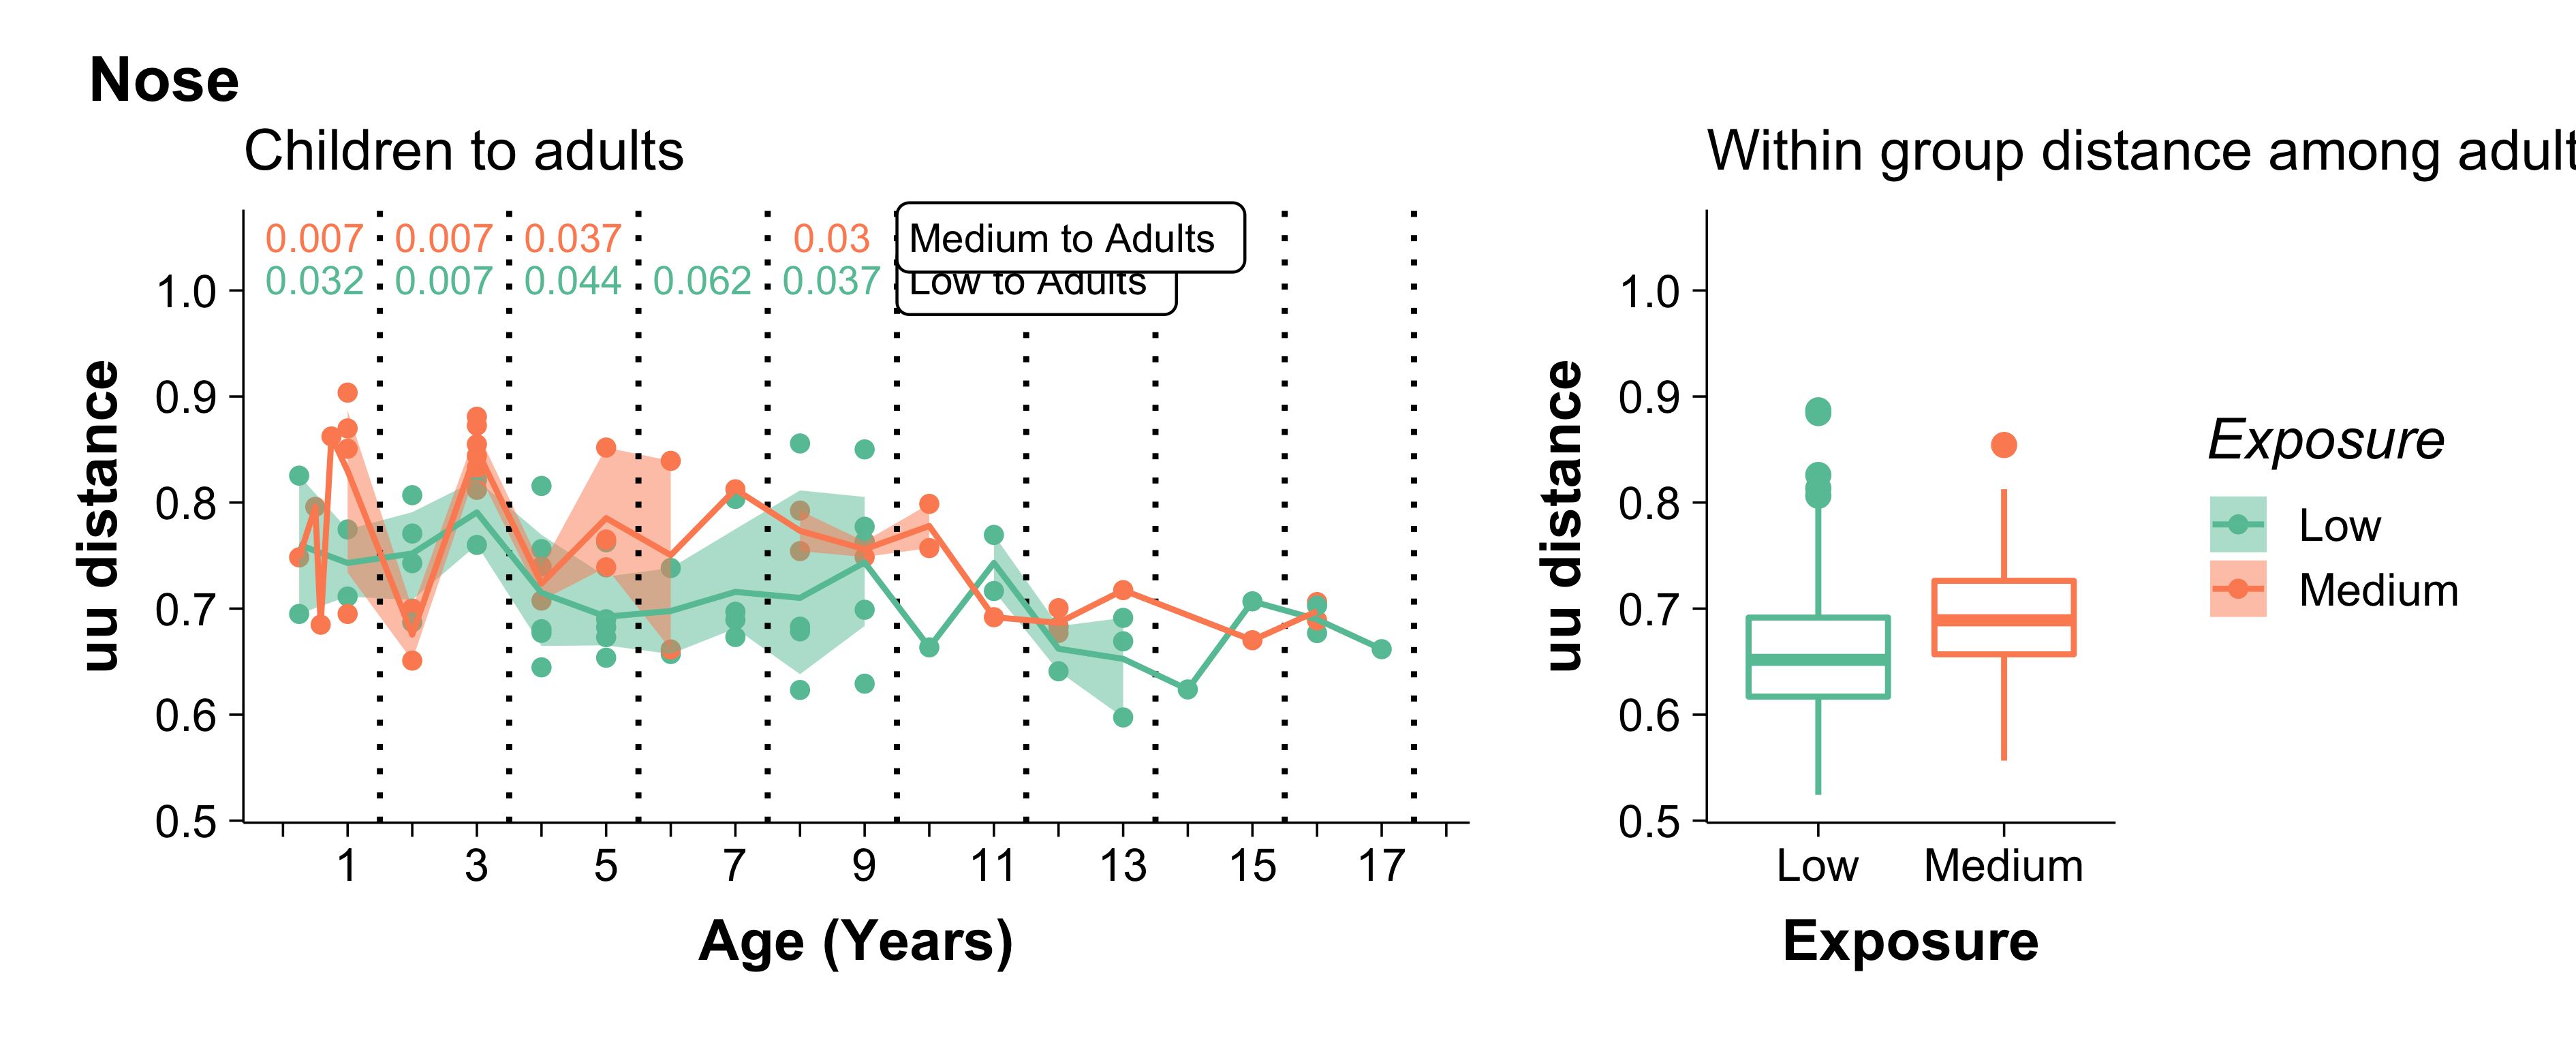 Nose
Children to adults
0.007 0.007 0.037 0.03 Medium to Adults
0.032 0.007 0.044 0.062 0.037 Low to Adults
1.0
0.9
0.8
0.7
0.6
0.5
uu distance
1 3 5 7 9 11 13 15 17
Age (Years)
Within group distance among adult
1.0
0.9
0.8
0.7
0.6
0.5
uu distance
Low Medium
Exposure
Exposure
Low
Medium